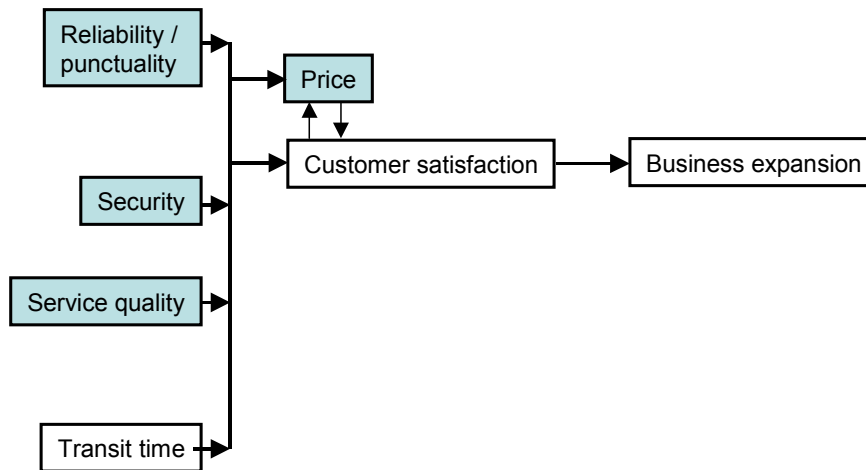 Reliability /
punctuality
Price
Customer satisfaction
Business expansion
Security
Service quality
Transit time